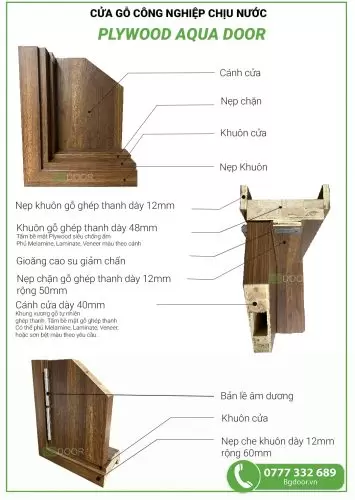 CỬA GỖ CÔNG NGHIỆP CHỊU NƯỚC
PLYWOOD AQUA DOOR
Cánh cửa
Nẹp chặn
Khuôn cửa
Nẹp Khuôn
DOOR
Nẹp khuôn gỗ ghép thanh dày 12mm
Khuôn gỗ ghép thanh dày 48mm
Tấm bề mặt Plywood siêu chống ẩm
Phủ Melamine, Laminate, Veneer màu theo cánh
Gioăng cao su giảm chấn
Nẹp chặn gỗ ghép thanh dày 12mm
rộng 50mm
DOOR
Cánh cửa dày 40mm
Khung xương gỗ tự nhiên
ghép thanh. Tấm bề mặt gỗ ghép thanh
Có thể phủ Melamine, Laminate, Veneer,
hoặc sơn bệt màu theo yêu cầu.
Bản lề âm dương
Khuôn cửa
DOOR
Nẹp che khuôn dày 12mm
rộng 60mm
0777 332 689
Bgdoor.vn